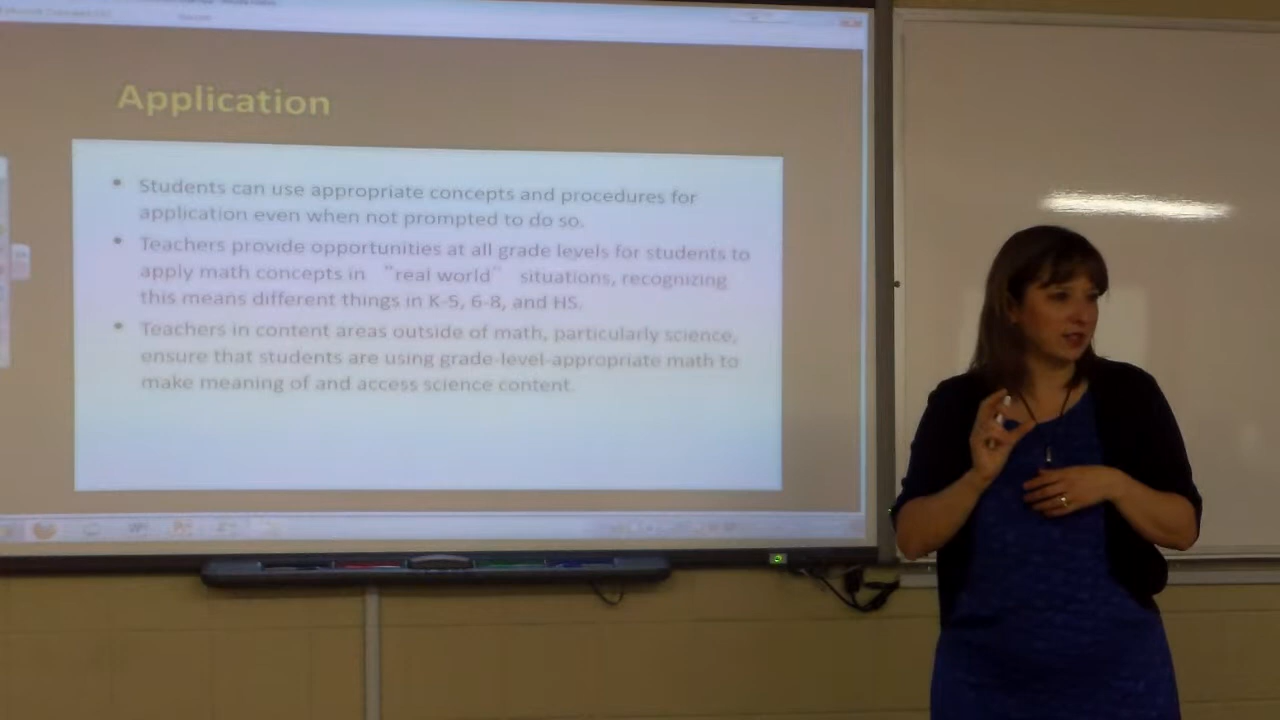 Application
• Students can use appropriate concepts and procedures for
application even when not prompted to do so.
• Teachers provide opportunities at all grade levels for students to
apply math concepts in “real world” situations, recognizing
this means different things in K-5, 6-8, and HS.
• Teachers in content areas outside of math, particularly science,
ensure that students are using grade-level-appropriate math to
make meaning of and access science content.